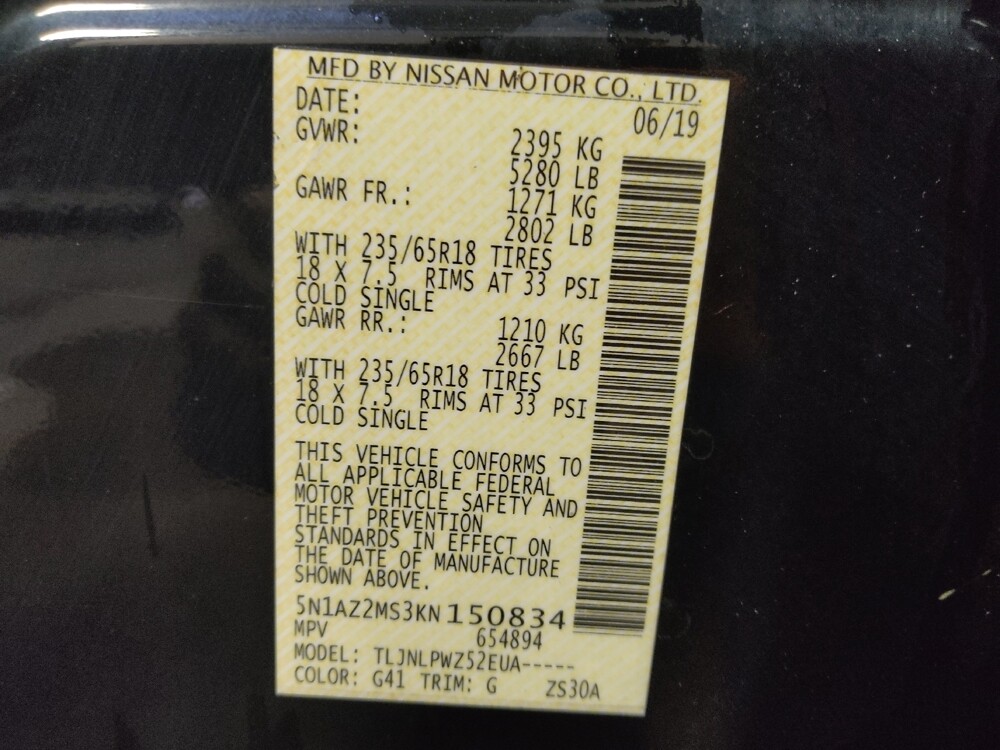 MFD BY NISSAN MOTOR CO., LTD.
DATE: 06/19
GVWR: 2395 KG
5280 LB
GAWR FR.: 1271 KG
2802 LB
WITH 235/65R18 TIRES
18 X 7.5 RIMS AT 33 PSI
COLD SINGLE
GAWR RR.: 1210 KG
2667 LB
WITH 235/65R18 TIRES
18 X 7.5 RIMS AT 33 PSI
COLD SINGLE
THIS VEHICLE CONFORMS TO
ALL APPLICABLE FEDERAL
MOTOR VEHICLE SAFETY AND
THEFT PREVENTION
STANDARDS IN EFFECT ON
THE DATE OF MANUFACTURE
SHOWN ABOVE.
5N1AZ2MS3KN150834
MPV 654894
MODEL: TLJNLPWZ52EUA-----
COLOR: G41 TRIM: G ZS30A